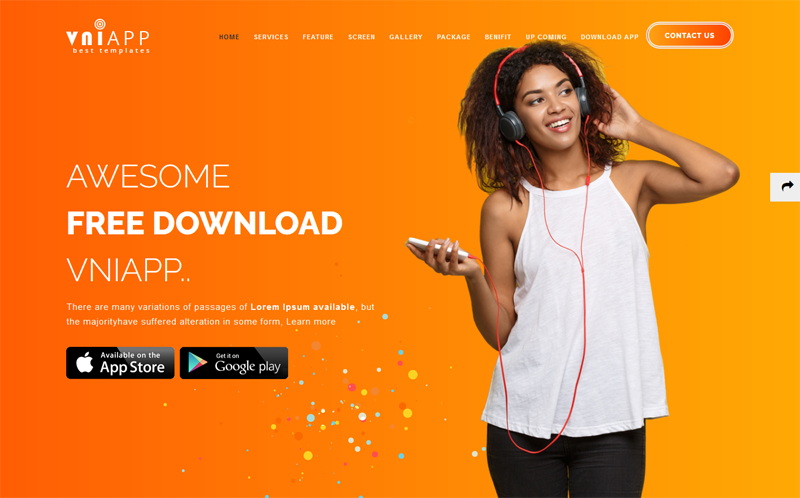 vniAPP
best templates
HOME SERVICES FEATURE SCREEN GALLERY PACKAGE BENIFIT UP COMING DOWNLOAD APP CONTACT US
AWESOME
FREE DOWNLOAD
VNIAPP..
There are many variations of passages of Lorem Ipsum available, but
the majorityhave suffered alteration in some form, Learn more
Available on the
App Store
Get it on
Google play